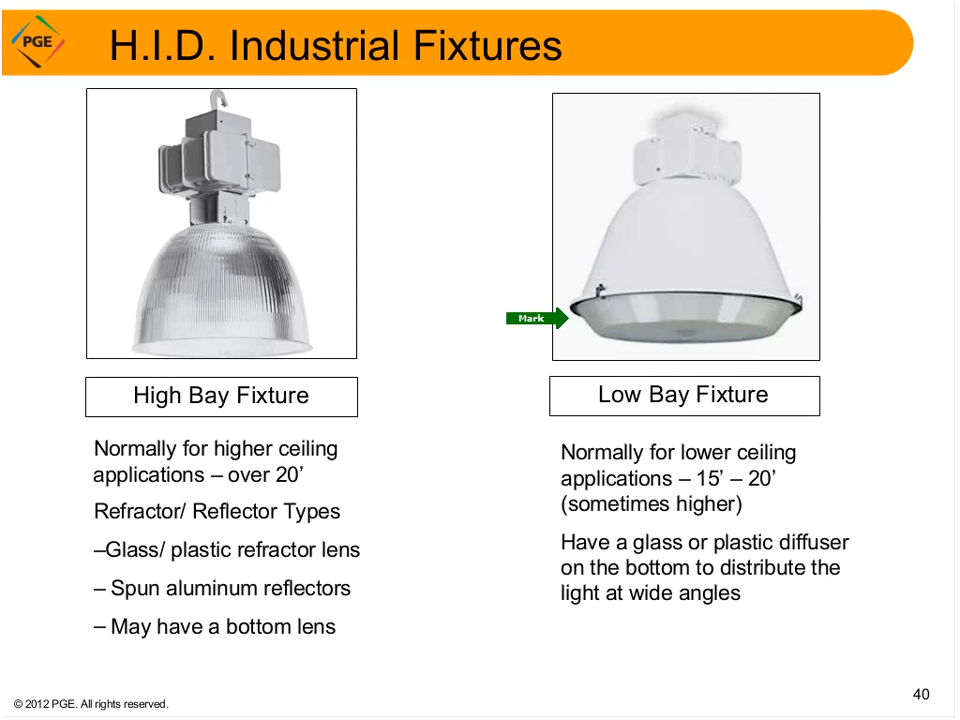 PGE
H.I.D. Industrial Fixtures
Mark
High Bay Fixture
Normally for higher ceiling
applications – over 20’
Refractor/ Reflector Types
–Glass/ plastic refractor lens
– Spun aluminum reflectors
– May have a bottom lens
Low Bay Fixture
Normally for lower ceiling
applications – 15’ – 20’
(sometimes higher)
Have a glass or plastic diffuser
on the bottom to distribute the
light at wide angles
© 2012 PGE. All rights reserved.
40